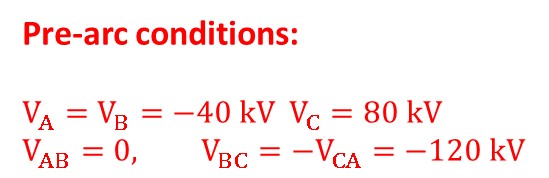 Pre-arc conditions:
V_A = V_B = −40 kV V_C = 80 kV
V_AB = 0, V_BC = −V_CA = −120 kV